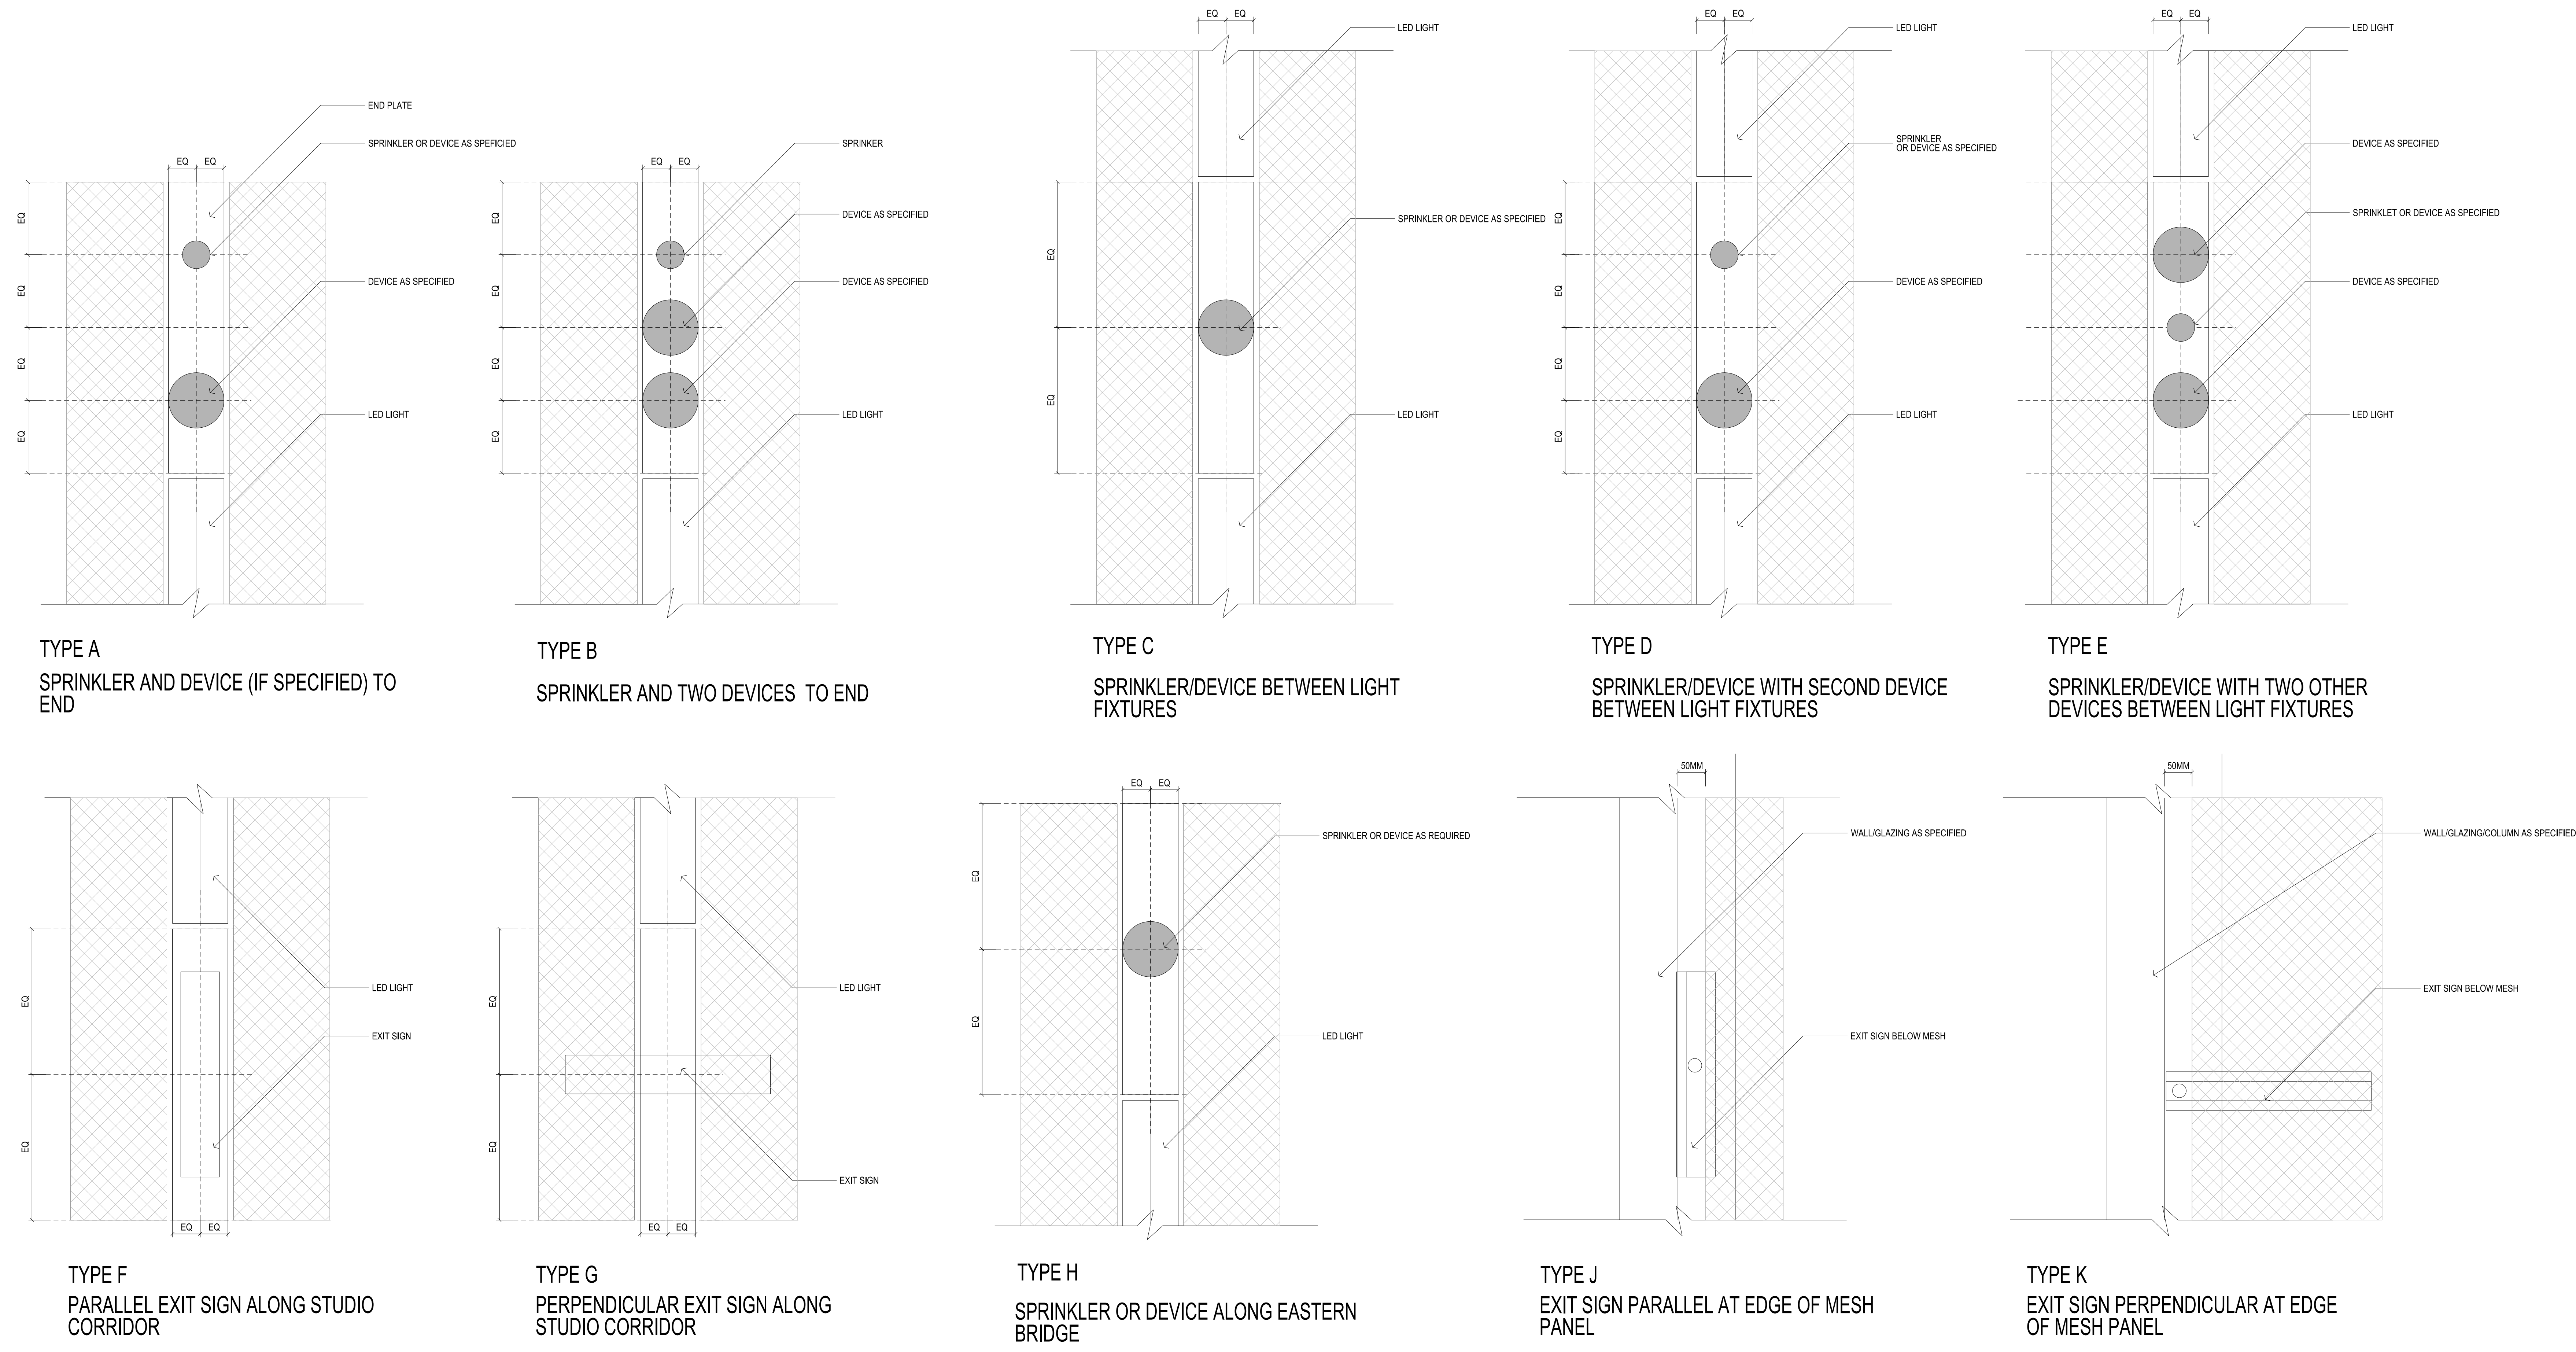 EQ EQ
END PLATE
SPRINKLER OR DEVICE AS SPEFICIED
DEVICE AS SPECIFIED
LED LIGHT
EQ
EQ
EQ
EQ
TYPE A
SPRINKLER AND DEVICE (IF SPECIFIED) TO
END
EQ EQ
SPRINKER
DEVICE AS SPECIFIED
DEVICE AS SPECIFIED
LED LIGHT
EQ
EQ
EQ
EQ
TYPE B
SPRINKLER AND TWO DEVICES TO END
EQ EQ
LED LIGHT
SPRINKLER OR DEVICE AS SPECIFIED
LED LIGHT
EQ
EQ
TYPE C
SPRINKLER/DEVICE BETWEEN LIGHT
FIXTURES
EQ EQ
LED LIGHT
SPRINKLER
OR DEVICE AS SPECIFIED
DEVICE AS SPECIFIED
LED LIGHT
EQ
EQ
EQ
EQ
TYPE D
SPRINKLER/DEVICE WITH SECOND DEVICE
BETWEEN LIGHT FIXTURES
EQ EQ
LED LIGHT
DEVICE AS SPECIFIED
SPRINKLET OR DEVICE AS SPECIFIED
DEVICE AS SPECIFIED
LED LIGHT
TYPE E
SPRINKLER/DEVICE WITH TWO OTHER
DEVICES BETWEEN LIGHT FIXTURES
EQ
EQ
LED LIGHT
EXIT SIGN
EQ EQ
TYPE F
PARALLEL EXIT SIGN ALONG STUDIO
CORRIDOR
EQ
EQ
LED LIGHT
EXIT SIGN
EQ EQ
TYPE G
PERPENDICULAR EXIT SIGN ALONG
STUDIO CORRIDOR
EQ EQ
SPRINKLER OR DEVICE AS REQUIRED
LED LIGHT
EQ
EQ
TYPE H
SPRINKLER OR DEVICE ALONG EASTERN
BRIDGE
50MM
WALL/GLAZING AS SPECIFIED
EXIT SIGN BELOW MESH
TYPE J
EXIT SIGN PARALLEL AT EDGE OF MESH
PANEL
50MM
WALL/GLAZING/COLUMN AS SPECIFIED
EXIT SIGN BELOW MESH
TYPE K
EXIT SIGN PERPENDICULAR AT EDGE
OF MESH PANEL